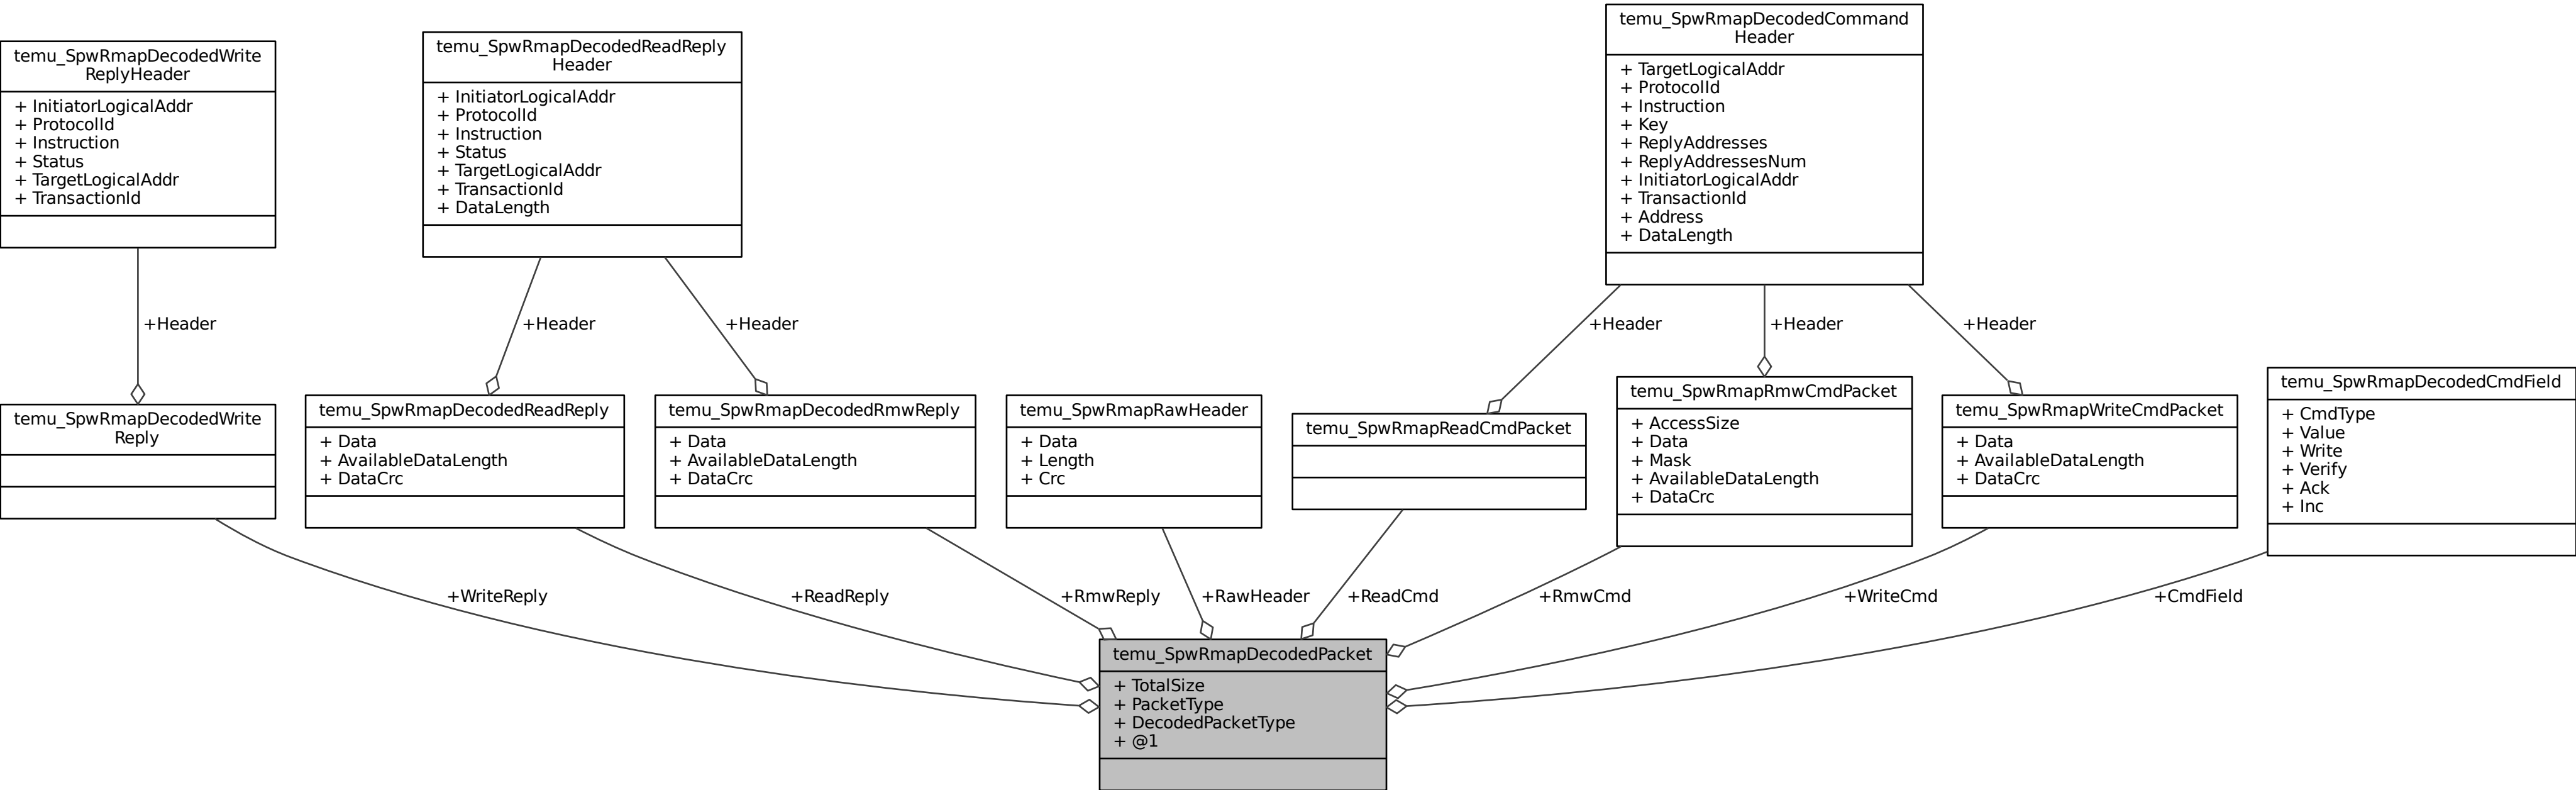 temu_SpwRmapDecodedWrite
ReplyHeader
+ InitiatorLogicalAddr
+ ProtocolId
+ Instruction
+ Status
+ TargetLogicalAddr
+ TransactionId
temu_SpwRmapDecodedReadReply
Header
+ InitiatorLogicalAddr
+ ProtocolId
+ Instruction
+ Status
+ TargetLogicalAddr
+ TransactionId
+ DataLength
temu_SpwRmapDecodedCommand
Header
+ TargetLogicalAddr
+ ProtocolId
+ Instruction
+ Key
+ ReplyAddresses
+ ReplyAddressesNum
+ InitiatorLogicalAddr
+ TransactionId
+ Address
+ DataLength
+Header
+Header
+Header
+Header
+Header
+Header
temu_SpwRmapDecodedWrite
Reply
temu_SpwRmapDecodedReadReply
+ Data
+ AvailableDataLength
+ DataCrc
temu_SpwRmapDecodedRmwReply
+ Data
+ AvailableDataLength
+ DataCrc
temu_SpwRmapRawHeader
+ Data
+ Length
+ Crc
temu_SpwRmapReadCmdPacket
temu_SpwRmapRmwCmdPacket
+ AccessSize
+ Data
+ Mask
+ AvailableDataLength
+ DataCrc
temu_SpwRmapWriteCmdPacket
+ Data
+ AvailableDataLength
+ DataCrc
temu_SpwRmapDecodedCmdField
+ CmdType
+ Value
+ Write
+ Verify
+ Ack
+ Inc
+WriteReply
+ReadReply
+RmwReply
+RawHeader
+ReadCmd
+RmwCmd
+WriteCmd
+CmdField
temu_SpwRmapDecodedPacket
+ TotalSize
+ PacketType
+ DecodedPacketType
+ @1